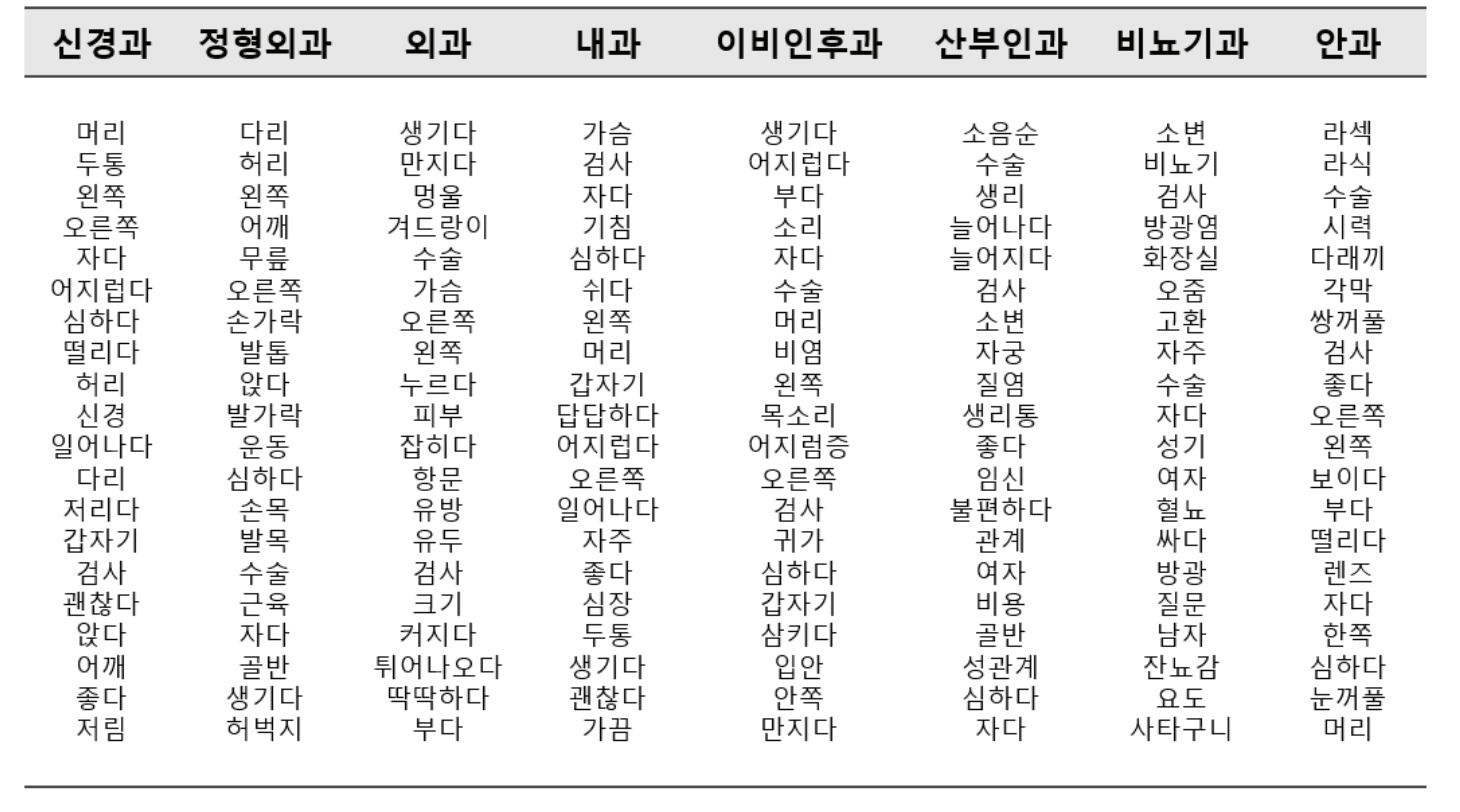 신경과 정형외과 외과 내과 이비인후과 산부인과 비뇨기과 안과
머리 다리 생기다 가슴 생기다 소음순 소변 라섹
두통 허리 만지다 검사 어지럽다 수술 비뇨기 라식
왼쪽 왼쪽 멍울 자다 부다 생리 검사 수술
오른쪽 어깨 겨드랑이 기침 소리 늘어나다 방광염 시력
자다 무릎 수술 심하다 자다 늘어지다 화장실 다래끼
어지럽다 오른쪽 가슴 쉬다 수술 검사 오줌 각막
심하다 손가락 오른쪽 왼쪽 머리 소변 고환 쌍꺼풀
떨리다 발톱 왼쪽 머리 비염 자궁 자주 검사
허리 앉다 누르다 갑자기 왼쪽 질염 수술 좋다
신경 발가락 피부 답답하다 목소리 생리통 자다 오른쪽
일어나다 운동 잡히다 어지럽다 어지럼증 좋다 성기 왼쪽
다리 심하다 항문 오른쪽 오른쪽 임신 여자 보이다
저리다 손목 유방 일어나다 검사 불편하다 혈뇨 부다
갑자기 발목 유두 자주 귀가 관계 싸다 떨리다
검사 수술 검사 좋다 심하다 여자 방광 렌즈
괜찮다 근육 크기 심장 갑자기 비용 질문 자다
앉다 자다 커지다 두통 삼키다 골반 남자 한쪽
어깨 골반 튀어나오다 생기다 입안 성관계 잔뇨감 심하다
좋다 생기다 딱딱하다 괜찮다 안쪽 심하다 요도 눈꺼풀
저림 허벅지 부다 가끔 만지다 자다 사타구니 머리